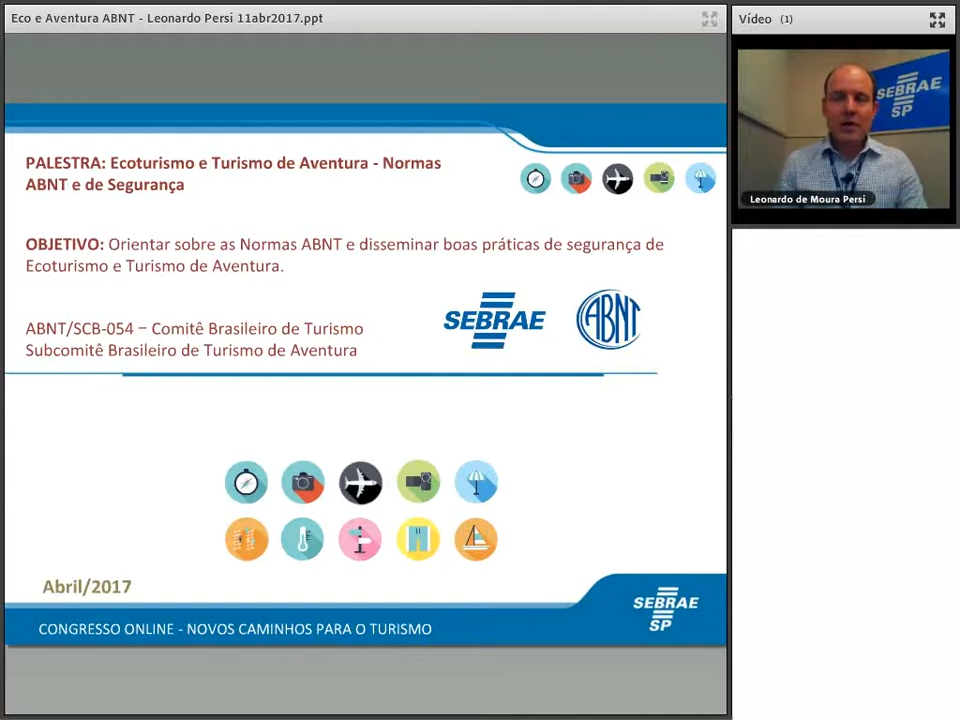 Eco e Aventura ABNT - Leonardo Persi 11abr2017.ppt
Vídeo (1)
SEBRAE
SP
Leonardo de Moura Persi
PALESTRA: Ecoturismo e Turismo de Aventura - Normas
ABNT e de Segurança
OBJETIVO: Orientar sobre as Normas ABNT e disseminar boas práticas de segurança de
Ecoturismo e Turismo de Aventura.
SEBRAE
ABNT
ABNT/SCB-054 – Comitê Brasileiro de Turismo
Subcomitê Brasileiro de Turismo de Aventura
Abril/2017
SEBRAE
SP
CONGRESSO ONLINE - NOVOS CAMINHOS PARA O TURISMO